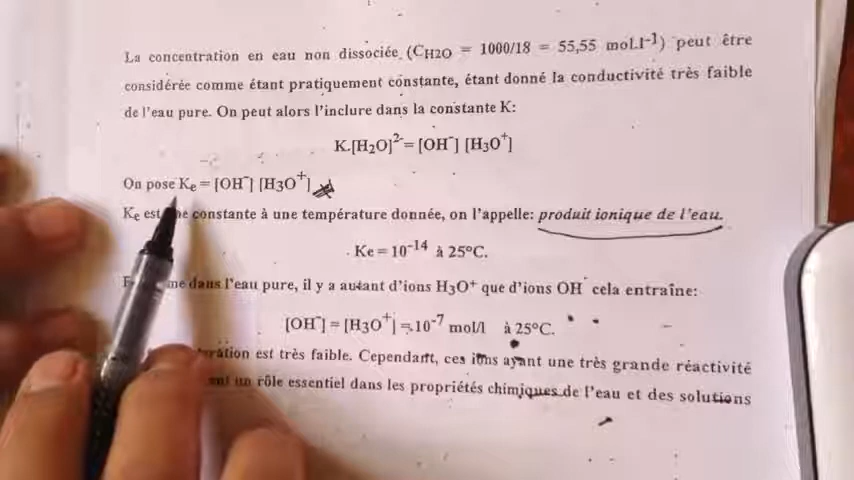 La concentration en eau non dissociée (CH2O = 1000/18 = 55,55 mol.l⁻¹) peut être
considérée comme étant pratiquement constante, étant donné la conductivité très faible
de l'eau pure. On peut alors l'inclure dans la constante K:
K.[H₂O]²⁻= [OH⁻] [H₃O⁺]
On pose Ke = [OH⁻] [H₃O⁺]
Ke est constante à une température donnée, on l'appelle: produit ionique de l'eau.
Ke = 10⁻¹⁴ à 25°C.
dans l'eau pure, il y a autant d'ions H₃O⁺ que d'ions OH⁻ cela entraîne:
[OH⁻] = [H₃O⁺] = 10⁻⁷ mol/l à 25°C.
est très faible. Cependant, ces ions ayant une très grande réactivité
un rôle essentiel dans les propriétés chimiques de l'eau et des solutions